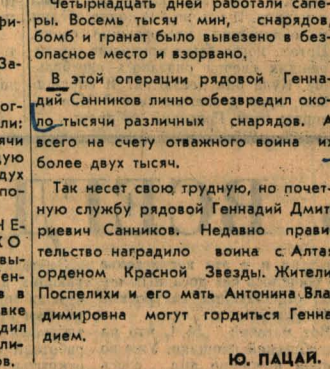 Четырнадцать дней работали сапе-
ры. Восемь тысяч мин, снарядов,
бомб и гранат было вывезено в без-
опасное место и взорвано.
В этой операции рядовой Генна-
дий Санников лично обезвредил око-
ло тысячи различных снарядов. А
всего на счету отважного воина их
более двух тысяч.
Так несет свою трудную, но почет-
ную службу рядовой Геннадий Дмит
риевич Санников. Недавно прави
тельство наградило воина с Алтая
орденом Красной Звезды. Жители
Поспелихи и его мать Антонина Вла
димировна могут гордиться Генна
дием.
Ю. ПАЦАЙ.